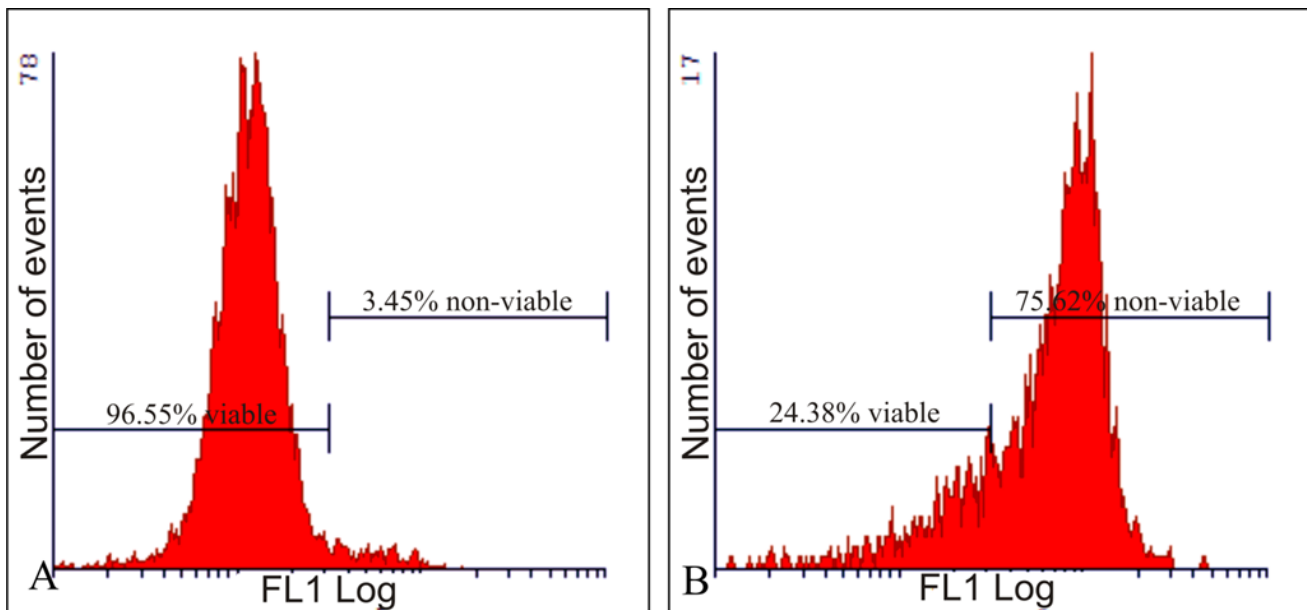 78
Number of events
3.45% non-viable
96.55% viable
A
FL1 Log
17
Number of events
75.62% non-viable
24.38% viable
B
FL1 Log